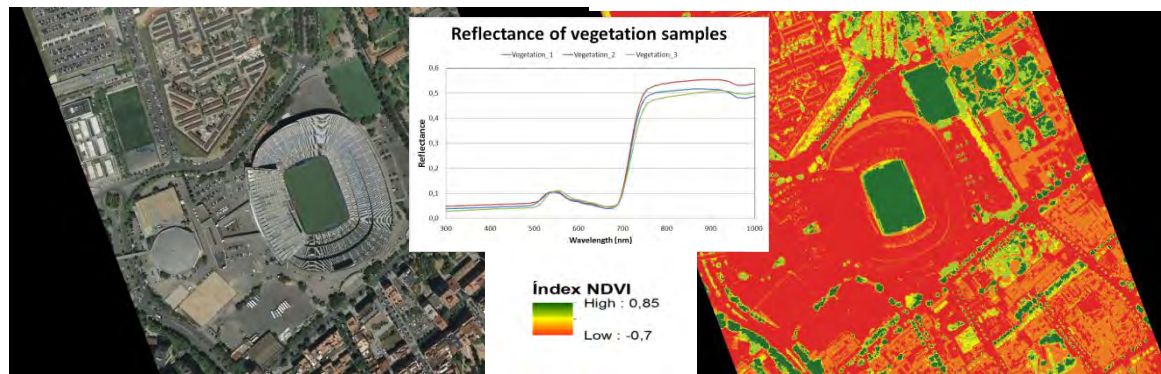 Reflectance of vegetation samples
Vegetation_1 Vegetation_2 Vegetation_3
0,6
0,5
0,4
0,3
0,2
0,1
0,0
Reflectance
300 400 500 600 700 800 900 1000
Wavelength (nm)
Índex NDVI
High : 0,85
Low : -0,7